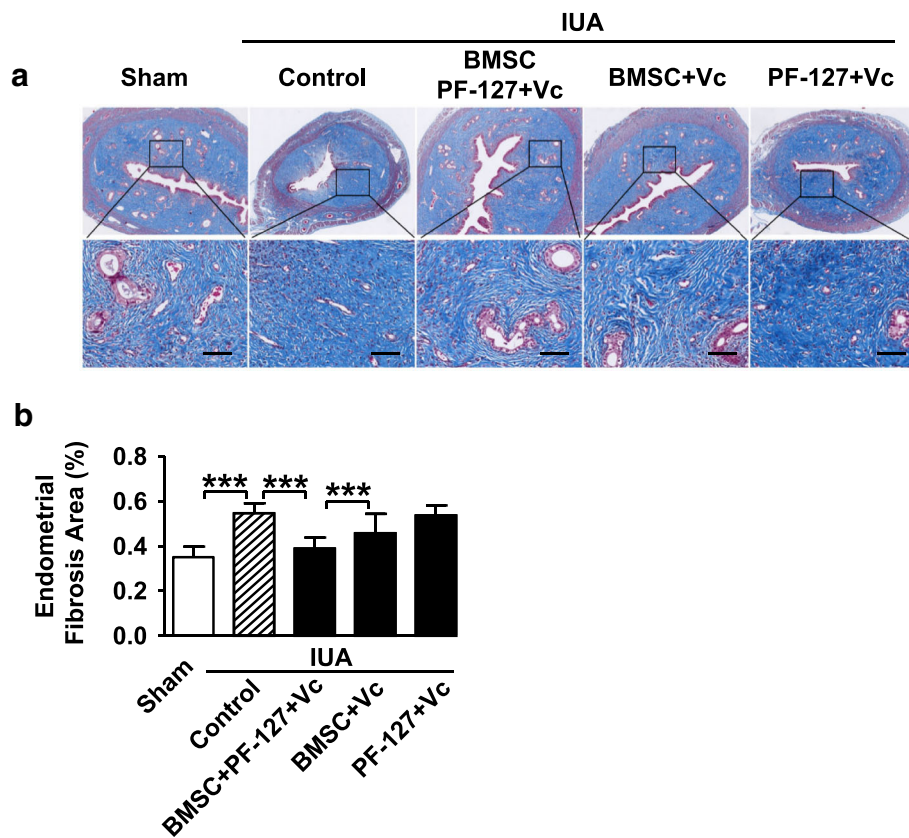 IUA
a
Sham
Control
BMSC
PF-127+Vc
BMSC+Vc
PF-127+Vc
b
Endometrial
Fibrosis Area (%)
0.8
0.6
0.4
0.2
0.0
***
***
***
IUA
Sham
Control
BMSC+PF-127+Vc
BMSC+Vc
PF-127+Vc